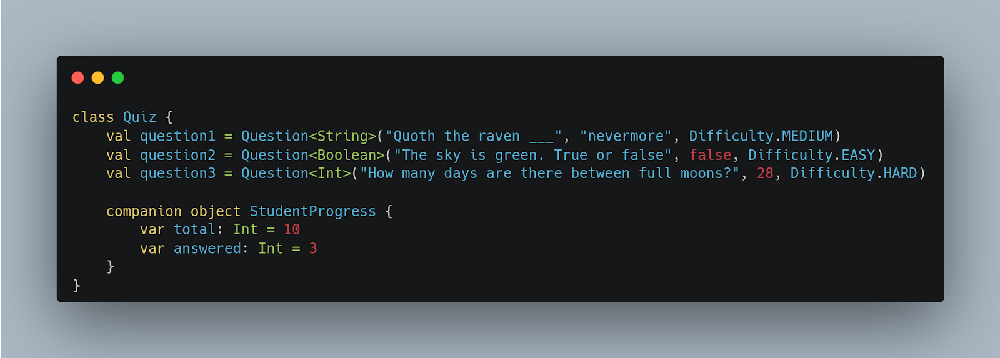 class Quiz {
    val question1 = Question<String>("Quoth the raven ___", "nevermore", Difficulty.MEDIUM)
    val question2 = Question<Boolean>("The sky is green. True or false", false, Difficulty.EASY)
    val question3 = Question<Int>("How many days are there between full moons?", 28, Difficulty.HARD)

    companion object StudentProgress {
        var total: Int = 10
        var answered: Int = 3
    }
}